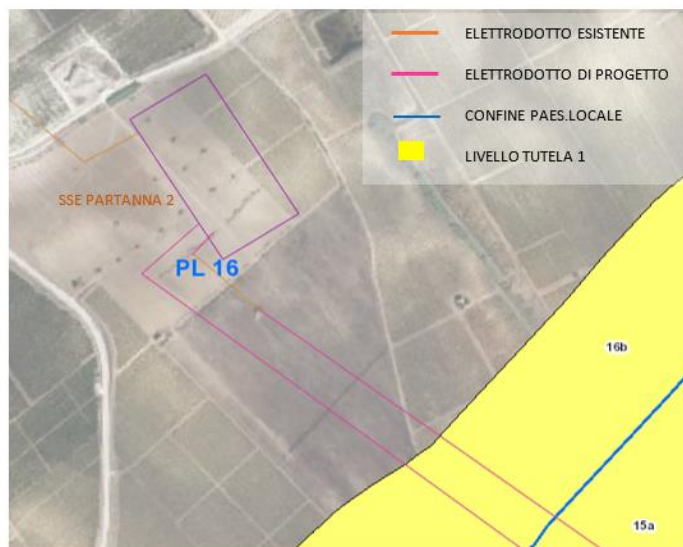 ELETTRODOTTO ESISTENTE
ELETTRODOTTO DI PROGETTO
CONFINE PAES.LOCALE
LIVELLO TUTELA 1
SSE PARTANNA 2
PL 16
16b
15a